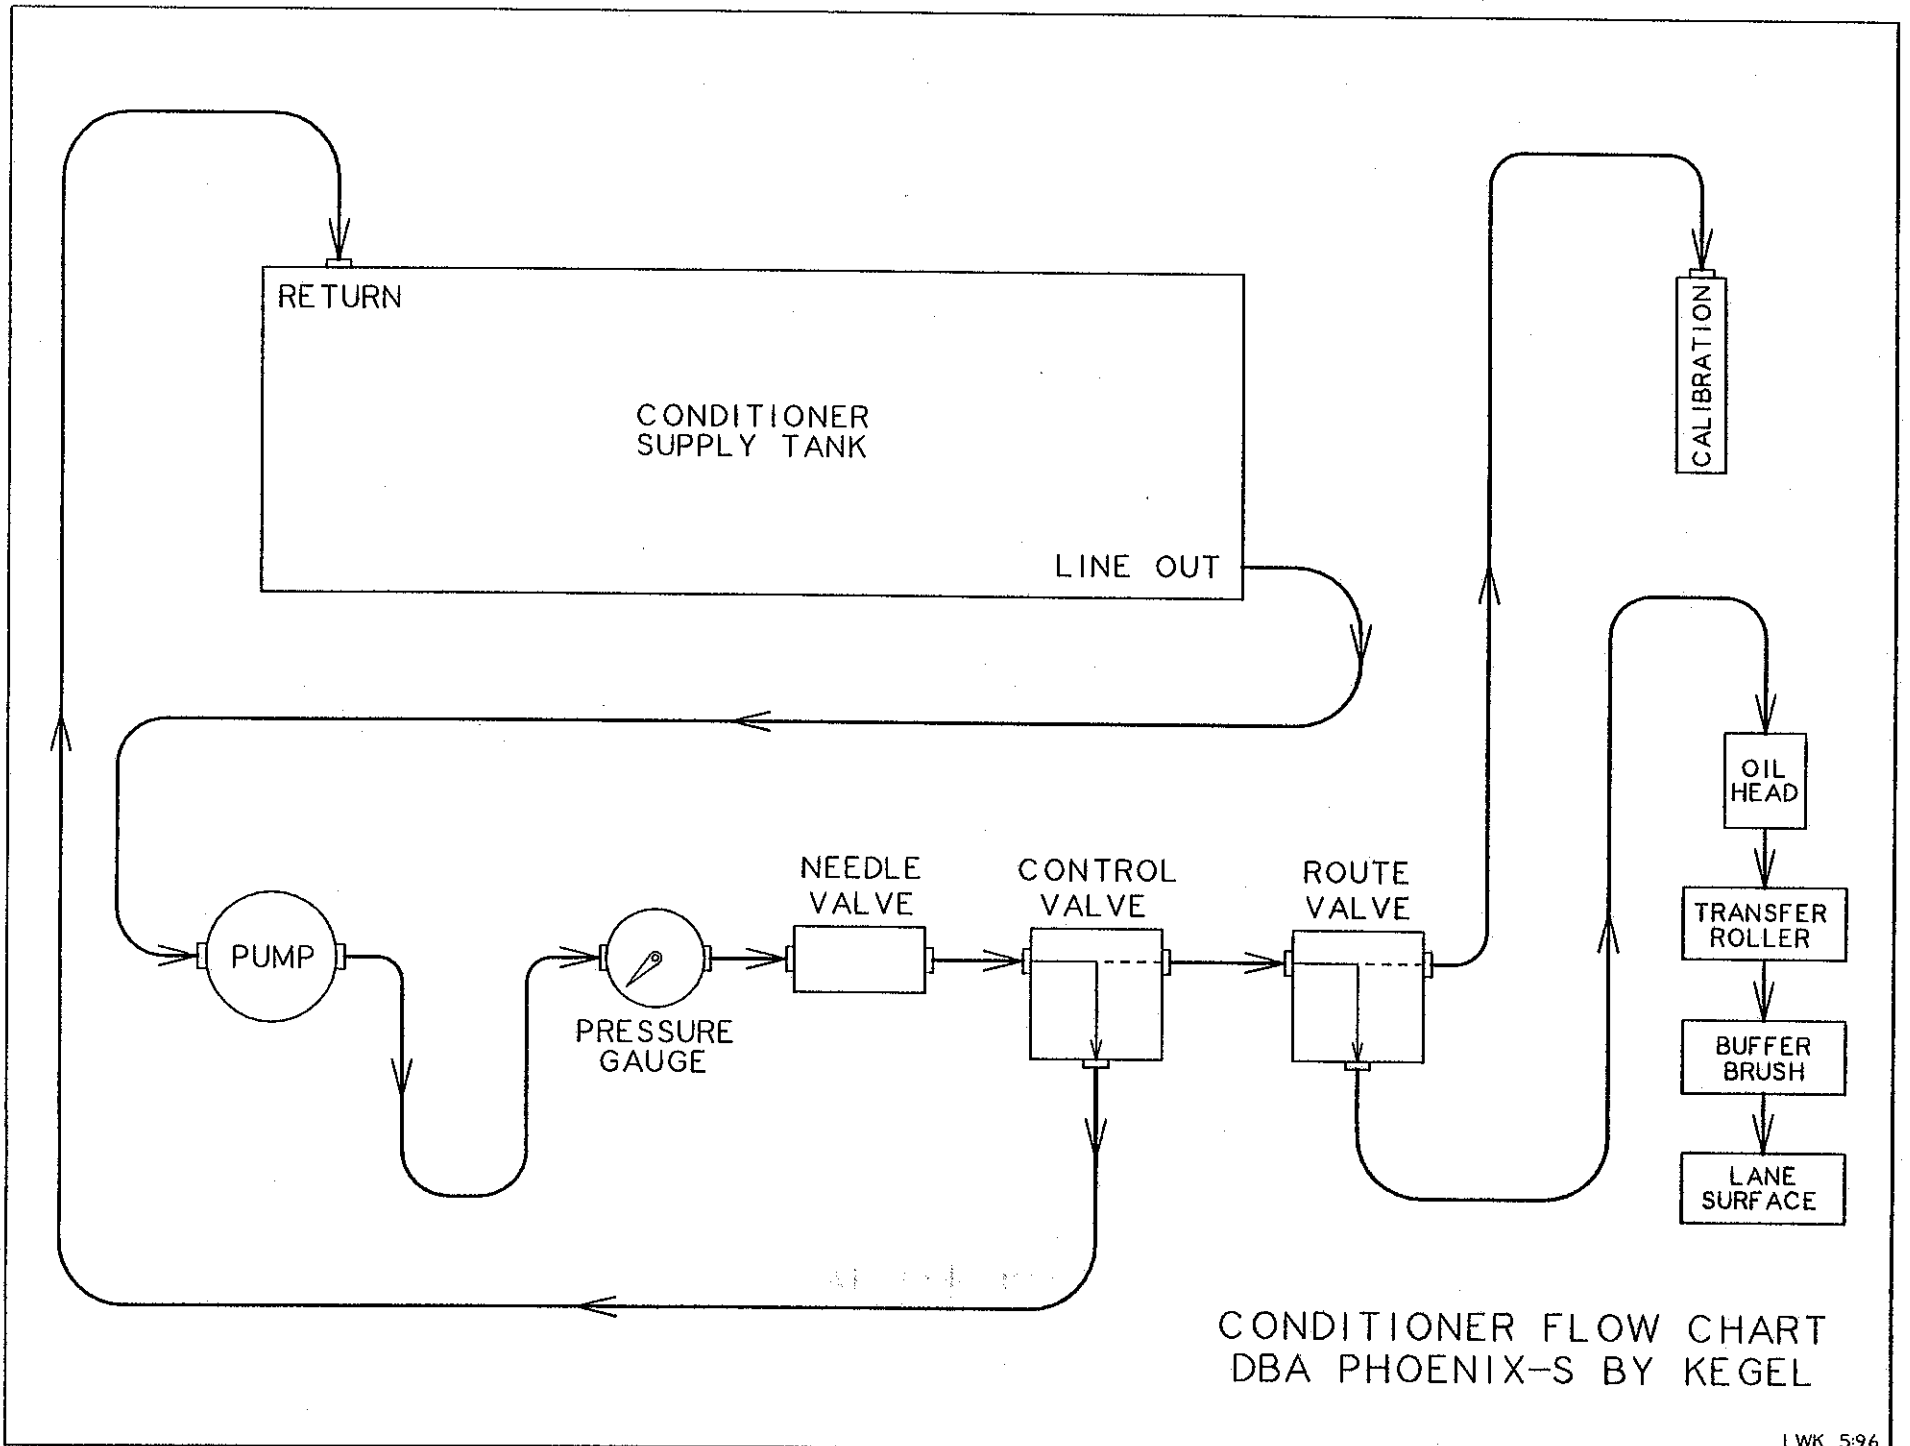 RETURN
CONDITIONER
SUPPLY TANK
LINE OUT
CALIBRATION
OIL
HEAD
TRANSFER
ROLLER
BUFFER
BRUSH
LANE
SURFACE
PUMP
PRESSURE
GAUGE
NEEDLE
VALVE
CONTROL
VALVE
ROUTE
VALVE
CONDITIONER FLOW CHART
DBA PHOENIX-S BY KEGEL
LWK 5:96